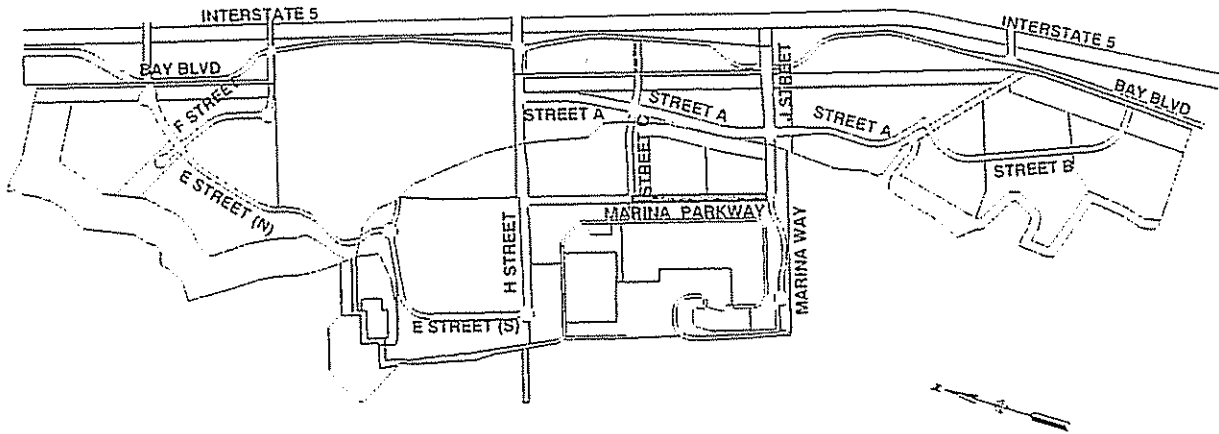 INTERSTATE 5
INTERSTATE 5
BAY BLVD
F STREET
J STREET
STREET A
STREET A
STREET A
BAY BLVD
STREET C
STREET B
E STREET (N)
MARINA PARKWAY
H STREET
MARINA WAY
E STREET (S)